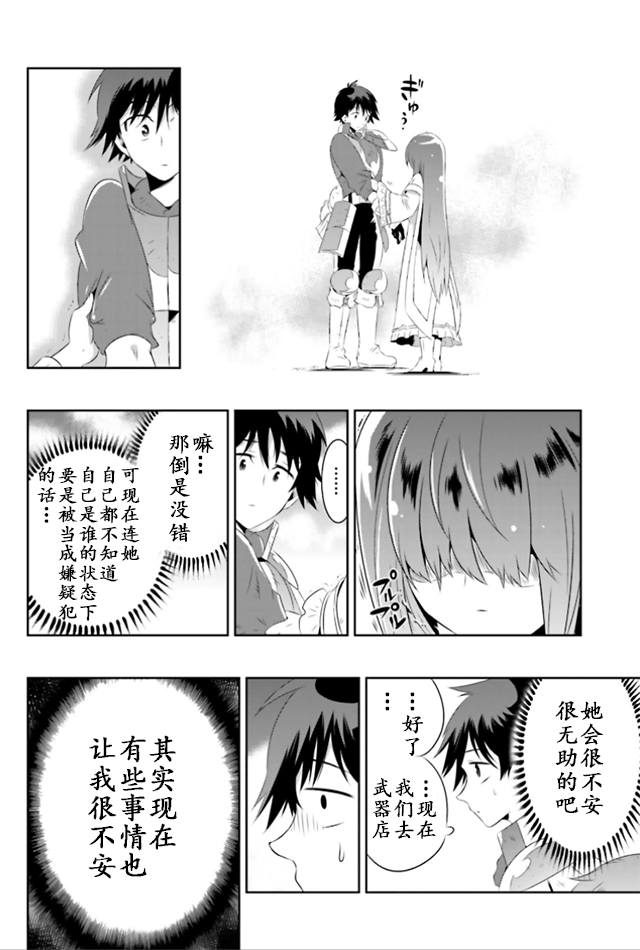 ぎゅぅ
プルプル
……
嘛…
那倒是没错
可现在连她
自己都不知道
自己是谁的状态下
要是被当成嫌疑犯
的话…
她会很不安
很无助的吧
……
好了
…现在
我们去
武器店
其实现在
有些事情也
让我很不安